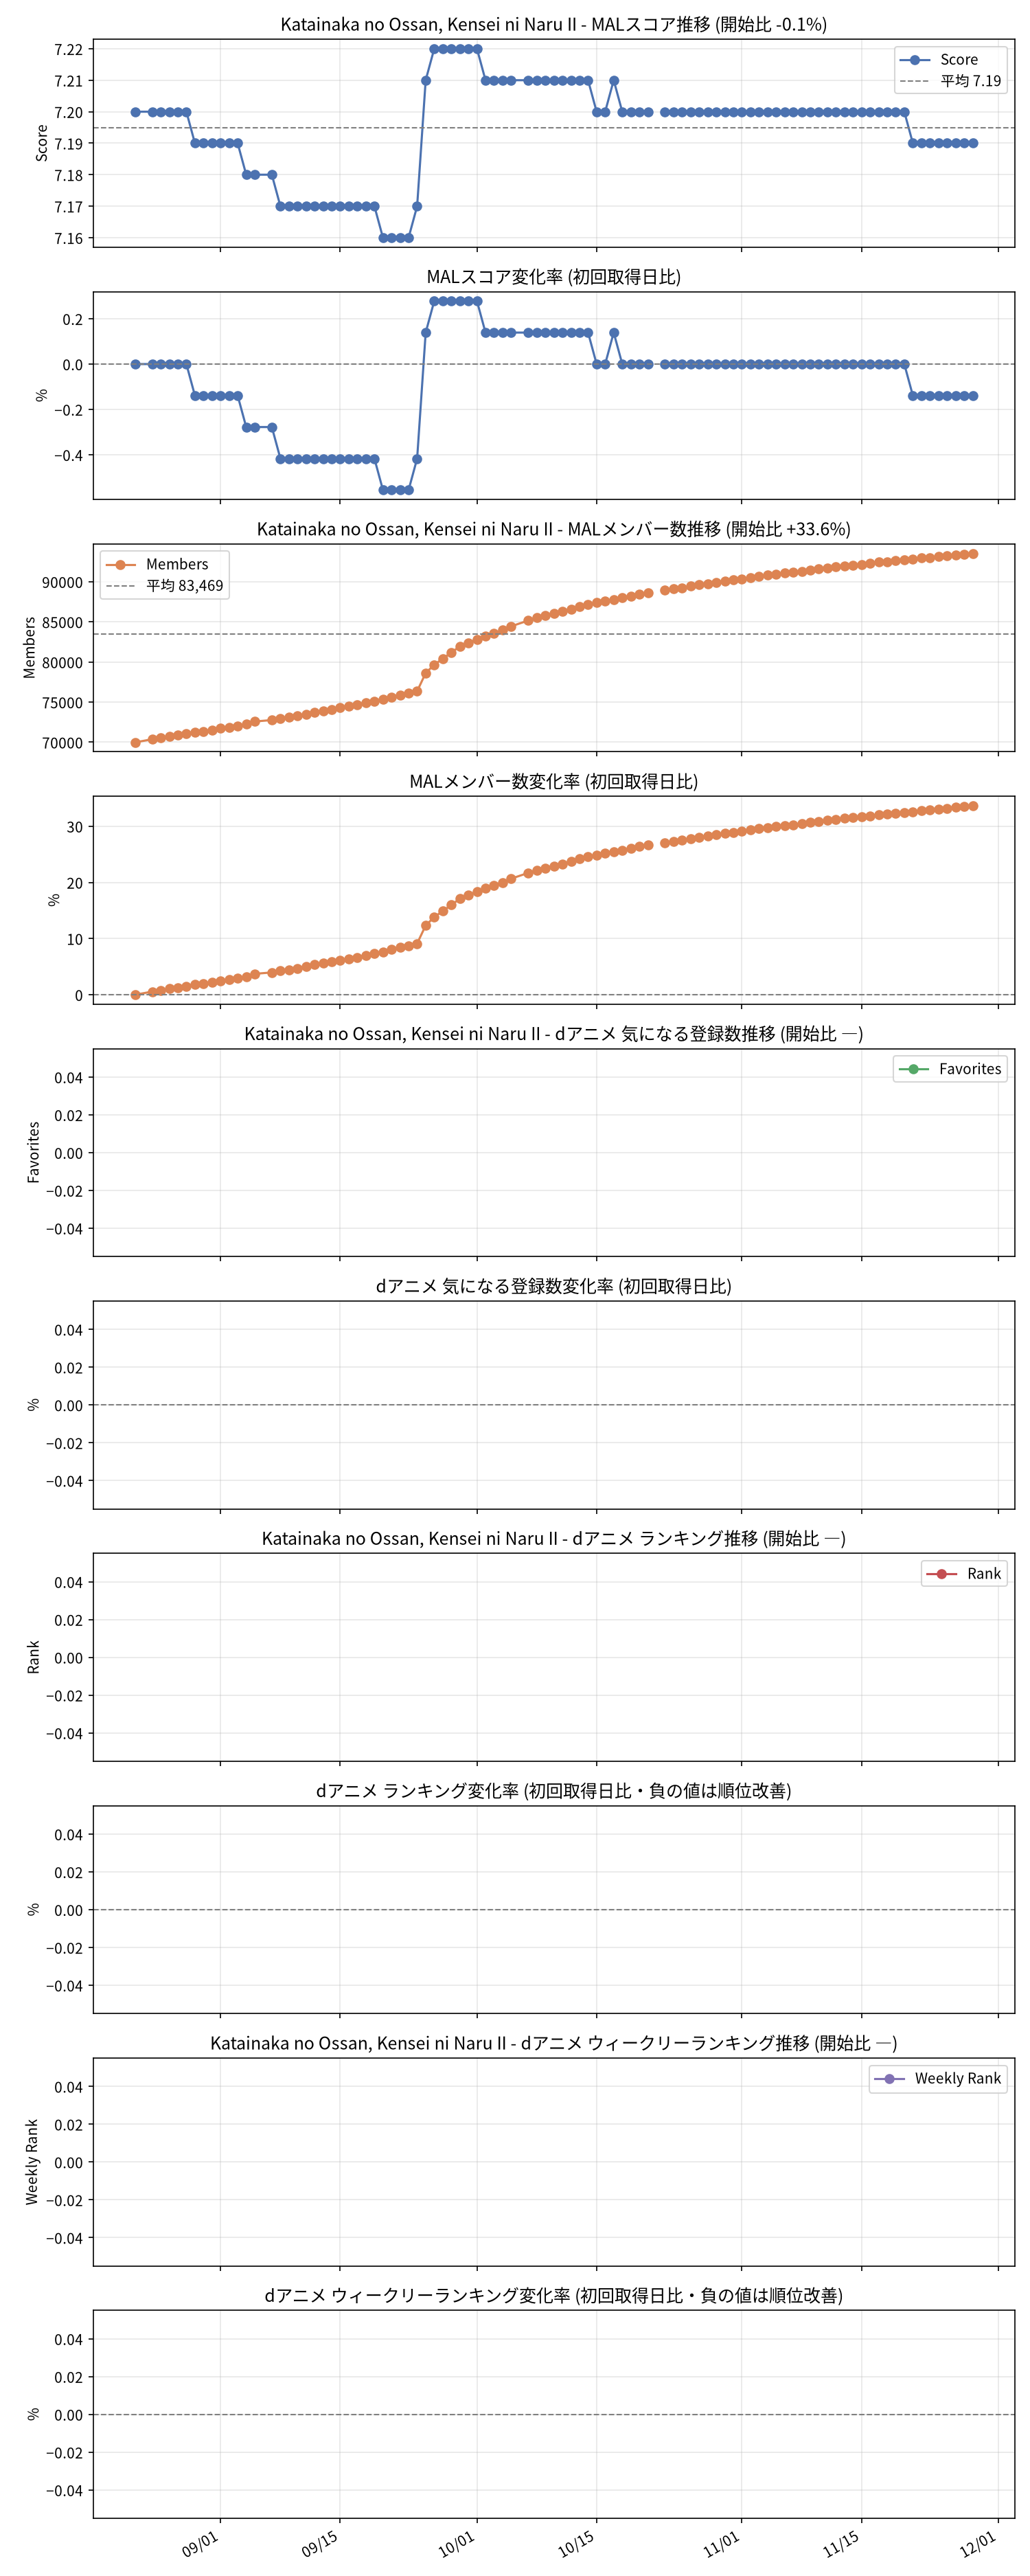 Katainaka no Ossan, Kensei ni Naru II - MALスコア推移 (開始比 -0.1%)
7.22
7.21
7.20
7.19
7.18
7.17
7.16
Score
Score
平均 7.19
MALスコア変化率 (初回取得日比)
0.2
0.0
−0.2
−0.4
%
Katainaka no Ossan, Kensei ni Naru II - MALメンバー数推移 (開始比 +33.6%)
90000
85000
80000
75000
70000
Members
Members
平均 83,469
MALメンバー数変化率 (初回取得日比)
30
20
10
0
%
Katainaka no Ossan, Kensei ni Naru II - dアニメ 気になる登録数推移 (開始比 —)
0.04
0.02
0.00
−0.02
−0.04
Favorites
Favorites
dアニメ 気になる登録数変化率 (初回取得日比)
0.04
0.02
0.00
−0.02
−0.04
%
Katainaka no Ossan, Kensei ni Naru II - dアニメ ランキング推移 (開始比 —)
0.04
0.02
0.00
−0.02
−0.04
Rank
Rank
dアニメ ランキング変化率 (初回取得日比・負の値は順位改善)
0.04
0.02
0.00
−0.02
−0.04
%
Katainaka no Ossan, Kensei ni Naru II - dアニメ ウィークリーランキング推移 (開始比 —)
0.04
0.02
0.00
−0.02
−0.04
Weekly Rank
Weekly Rank
dアニメ ウィークリーランキング変化率 (初回取得日比・負の値は順位改善)
0.04
0.02
0.00
−0.02
−0.04
%
09/01
09/15
10/01
10/15
11/01
11/15
12/01